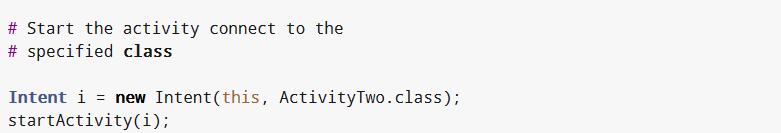 # Start the activity connect to the
# specified class
Intent i = new Intent(this, ActivityTwo.class);
startActivity(i);